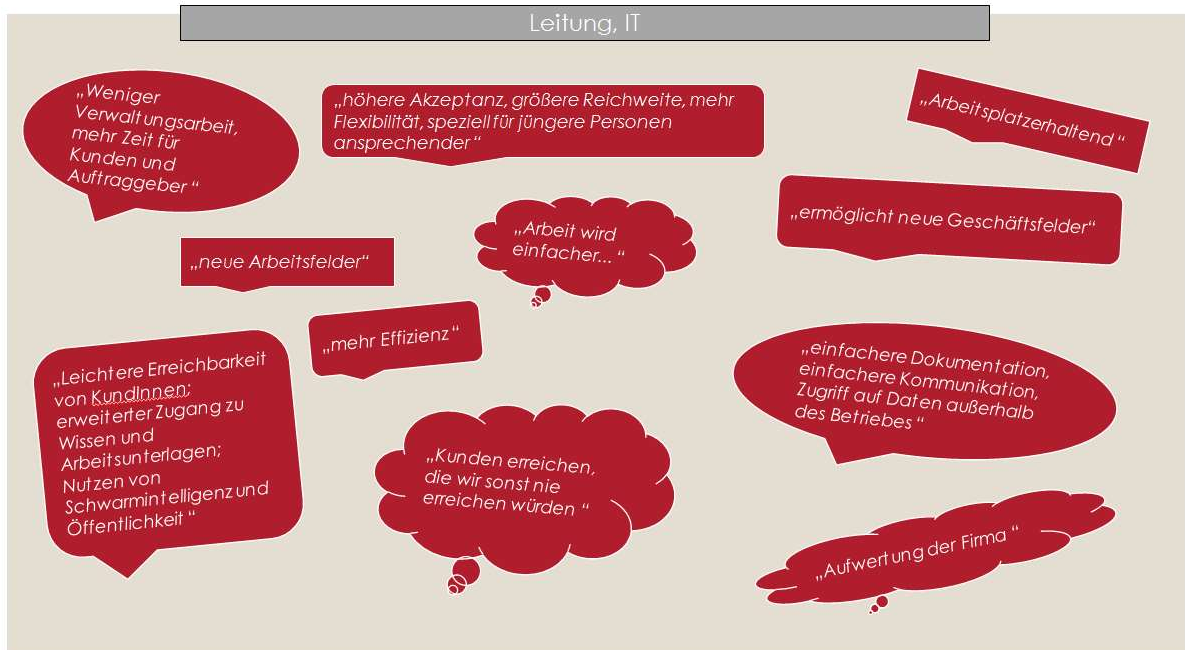 Leitung, IT
„Weniger
Verwaltungsarbeit,
mehr Zeit für
Kunden und
Auftraggeber “
„höhere Akzeptanz, größere Reichweite, mehr
Flexibilität, speziell für jüngere Personen
ansprechender “
„Arbeitsplatzerhaltend “
„ermöglicht neue Geschäftsfelder“
„Arbeit wird
einfacher... “
„neue Arbeitsfelder“
„mehr Effizienz “
„Leichtere Erreichbarkeit
von KundInnen;
erweiterter Zugang zu
Wissen und
Arbeitsunterlagen;
Nutzen von
Schwarmintelligenz und
Öffentlichkeit “
„einfachere Dokumentation,
einfachere Kommunikation,
Zugriff auf Daten außerhalb
des Betriebes “
„Kunden erreichen,
die wir sonst nie
erreichen würden “
„Aufwertung der Firma “